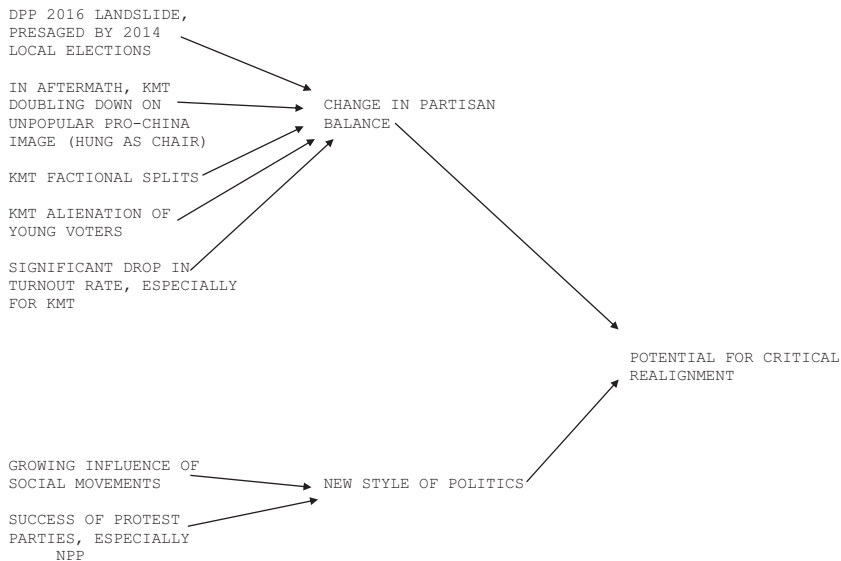 DPP 2016 LANDSLIDE,
PRESAGED BY 2014
LOCAL ELECTIONS
IN AFTERMATH, KMT
DOUBLING DOWN ON
UNPOPULAR PRO-CHINA
IMAGE (HUNG AS CHAIR)
KMT FACTIONAL SPLITS
KMT ALIENATION OF
YOUNG VOTERS
SIGNIFICANT DROP IN
TURNOUT RATE, ESPECIALLY
FOR KMT
CHANGE IN PARTISAN
BALANCE
POTENTIAL FOR CRITICAL
REALIGNMENT
GROWING INFLUENCE OF
SOCIAL MOVEMENTS
NEW STYLE OF POLITICS
SUCCESS OF PROTEST
PARTIES, ESPECIALLY
NPP